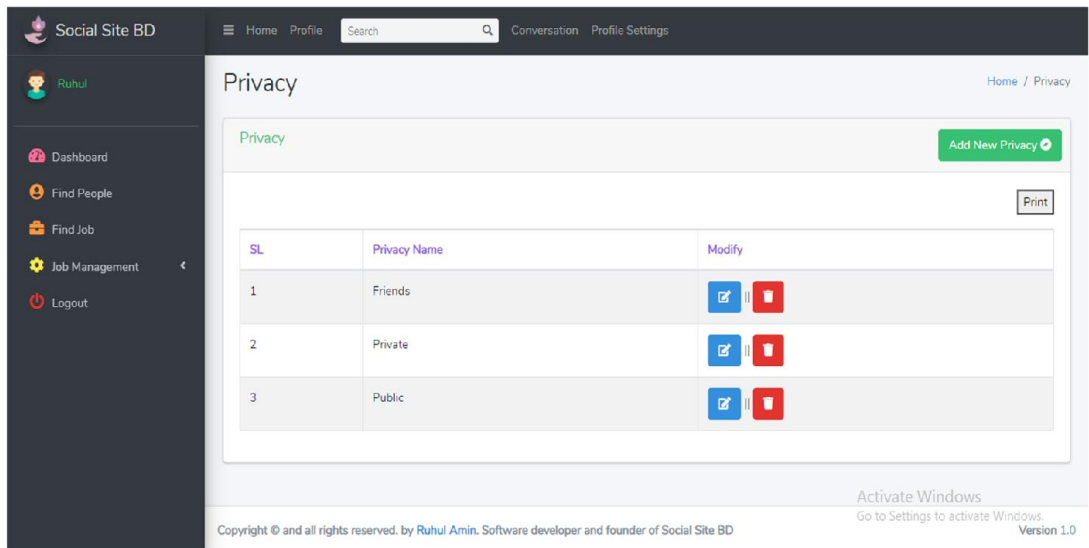 Social Site BD
Home Profile Search Conversation Profile Settings
Ruhul
Dashboard
Find People
Find Job
Job Management
Logout
Privacy
Home / Privacy
Privacy
Add New Privacy
Print
SL Privacy Name Modify
1 Friends ||
2 Private ||
3 Public ||
Activate Windows
Go to Settings to activate Windows.
Copyright © and all rights reserved. by Ruhul Amin. Software developer and founder of Social Site BD
Version 1.0